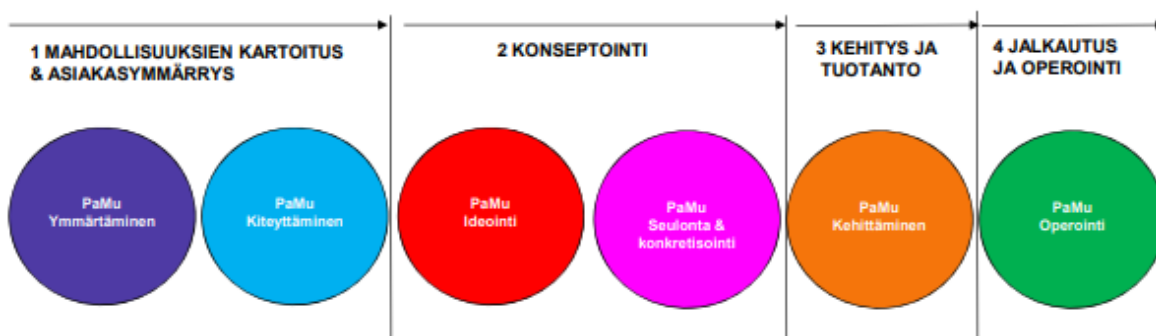 1 MAHDOLLISUUKSIEN KARTOITUS
& ASIAKASYMMÄRRYS
2 KONSEPTOINTI
3 KEHITYS JA
TUOTANTO
4 JALKAUTUS
JA OPEROINTI
PaMu
Ymmärtäminen
PaMu
Kiteyttäminen
PaMu
Ideointi
PaMu
Seulonta &
konkretisointi
PaMu
Kehittäminen
PaMu
Operointi